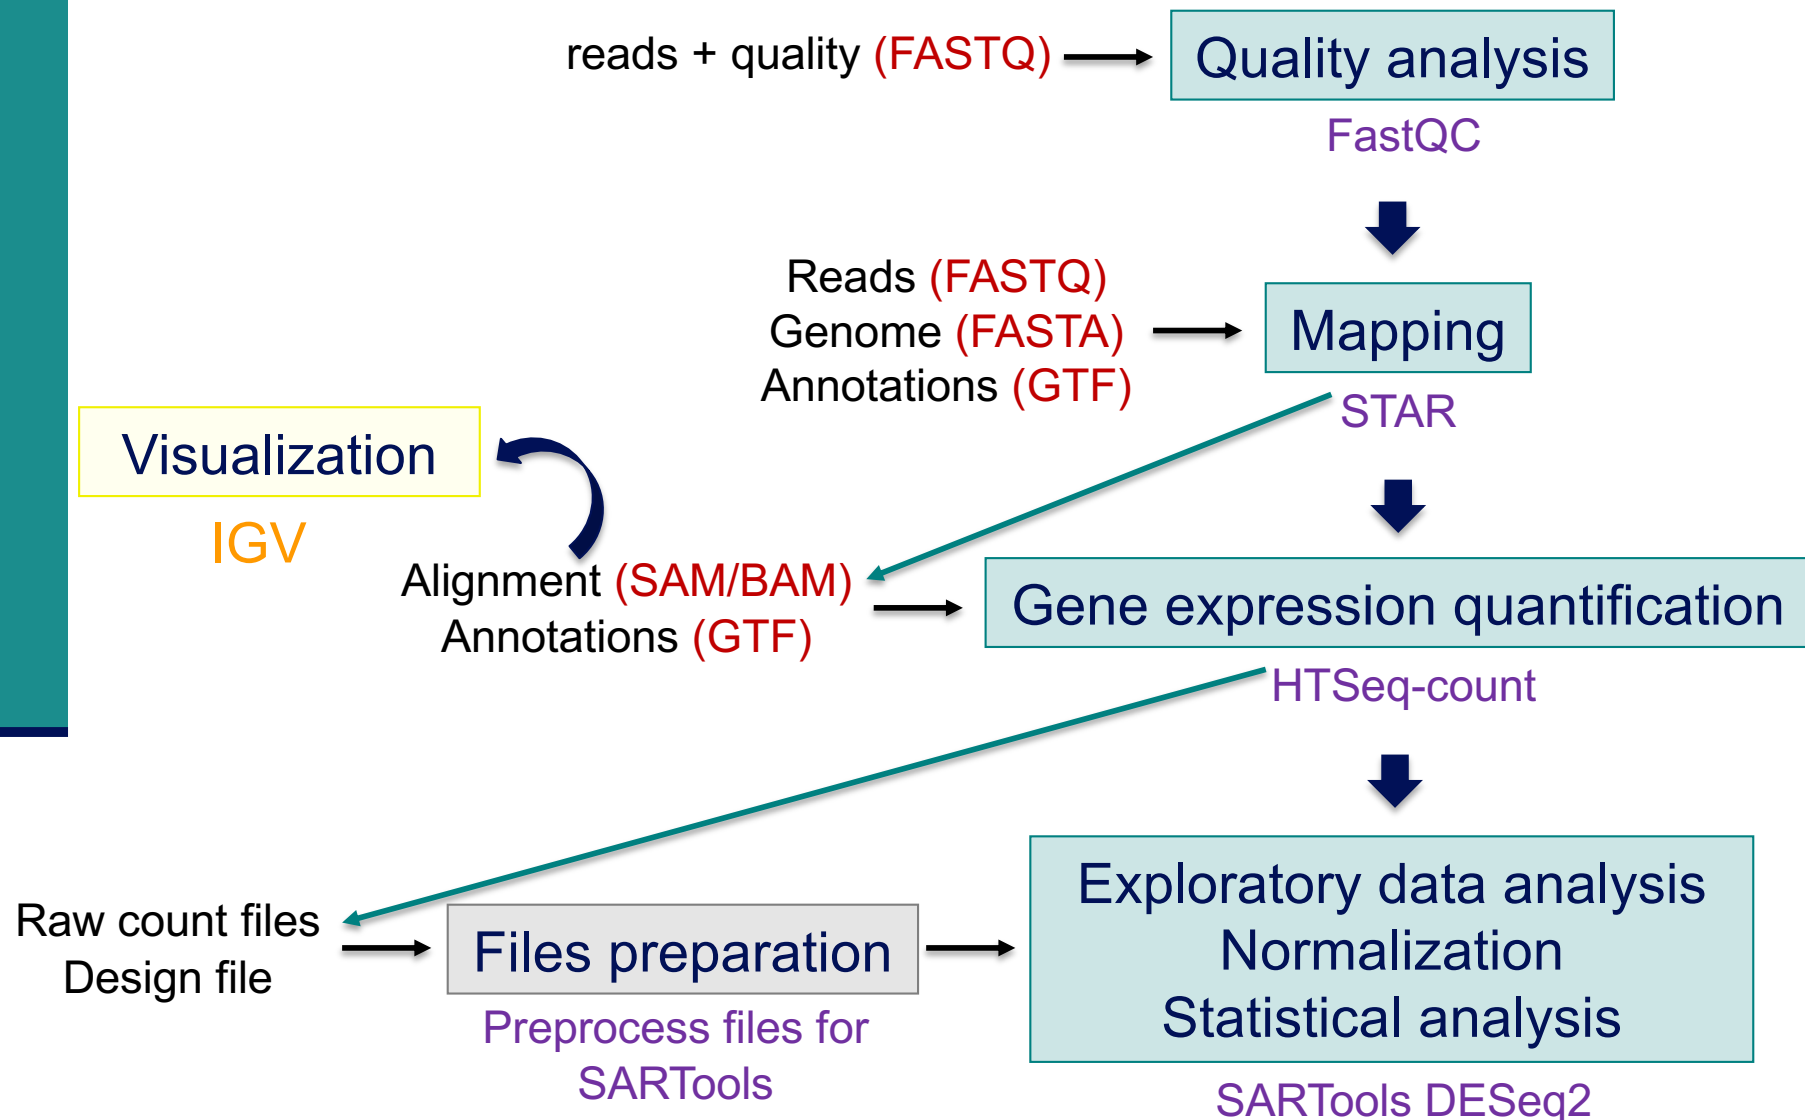 reads + quality (FASTQ)
Quality analysis
FastQC
Reads (FASTQ)
Genome (FASTA)
Annotations (GTF)
Mapping
STAR
Visualization
IGV
Alignment (SAM/BAM)
Annotations (GTF)
Gene expression quantification
HTSeq-count
Raw count files
Design file
Files preparation
Preprocess files for
SARTools
Exploratory data analysis
Normalization
Statistical analysis
SARTools DESeq2